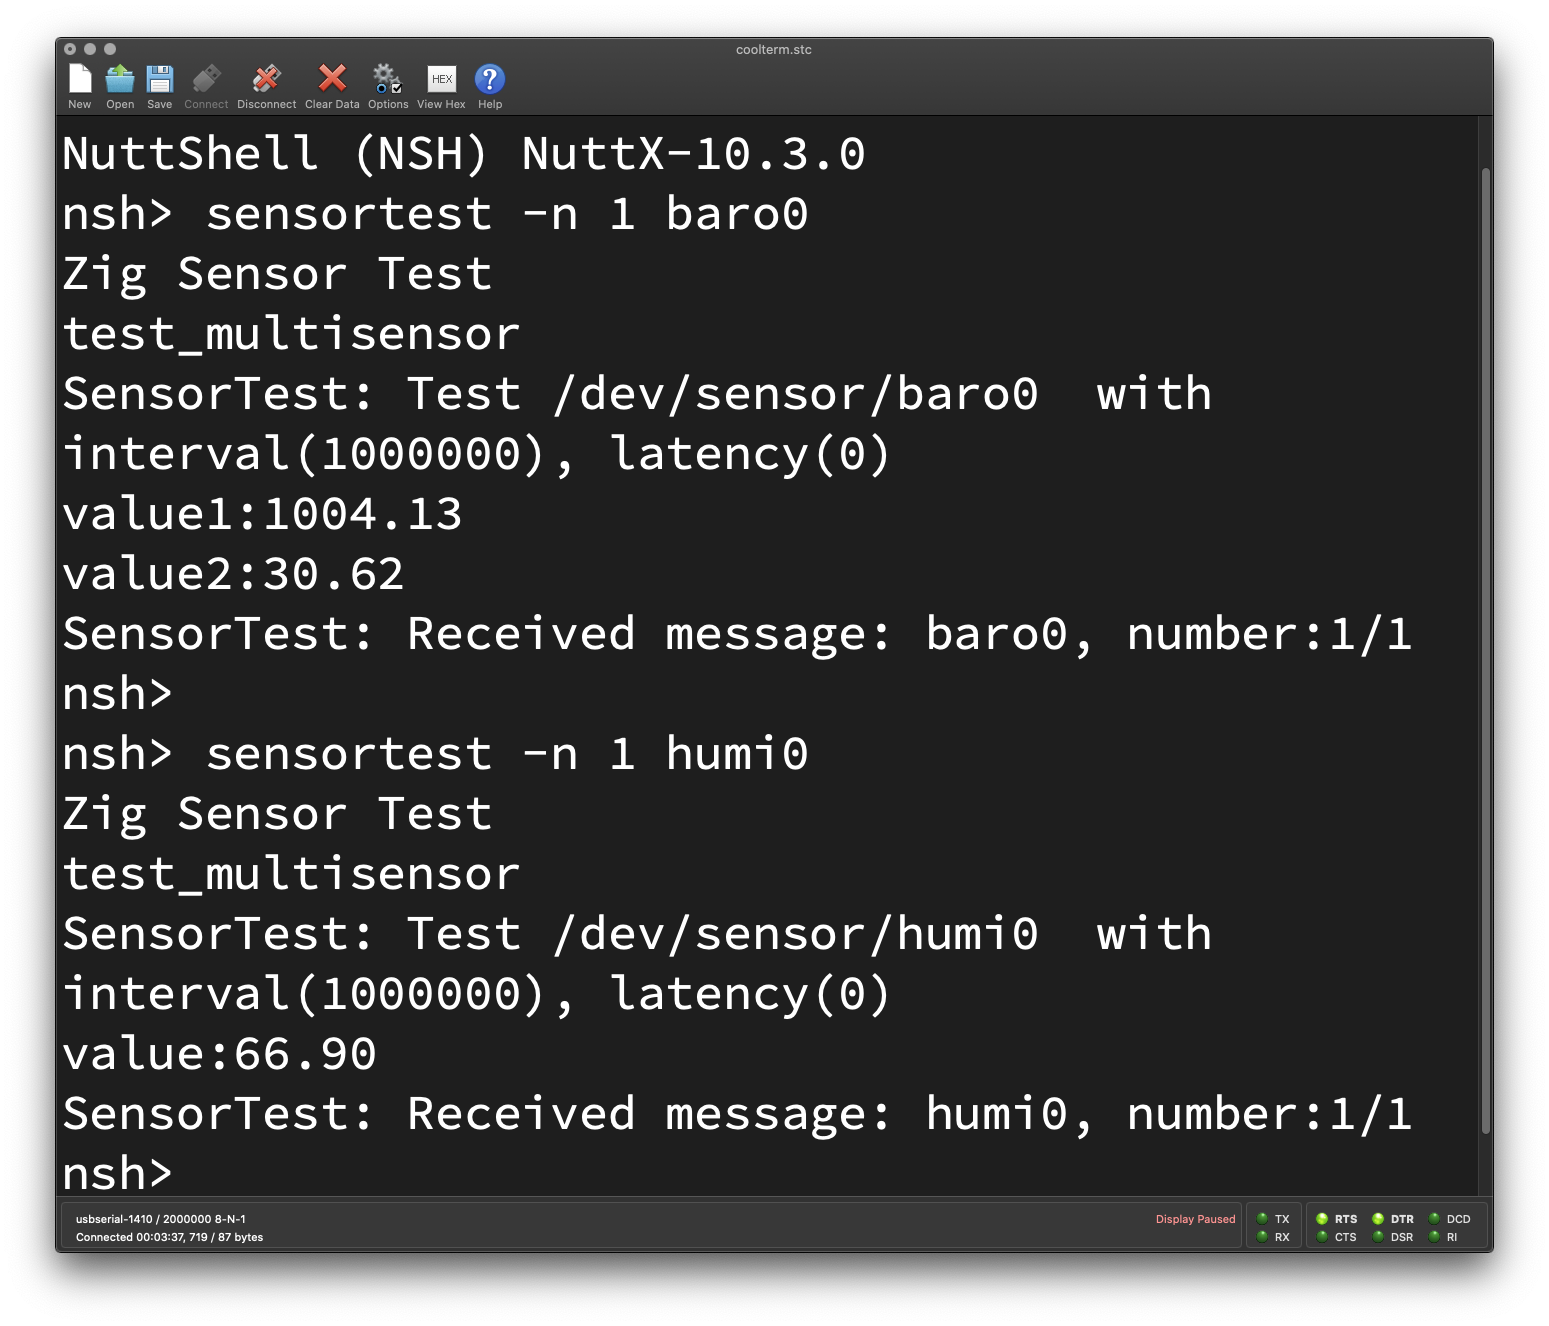 coolterm.stc
New Open Save Connect Disconnect Clear Data Options View Hex Help
HEX
?
NuttShell (NSH) NuttX-10.3.0
nsh> sensortest -n 1 baro0
Zig Sensor Test
test_multisensor
SensorTest: Test /dev/sensor/baro0  with
interval(1000000), latency(0)
value1:1004.13
value2:30.62
SensorTest: Received message: baro0, number:1/1
nsh>
nsh> sensortest -n 1 humi0
Zig Sensor Test
test_multisensor
SensorTest: Test /dev/sensor/humi0  with
interval(1000000), latency(0)
value:66.90
SensorTest: Received message: humi0, number:1/1
nsh>
usbserial-1410 / 2000000 8-N-1
Connected 00:03:37, 719 / 87 bytes
Display Paused
TX RTS DTR DCD
RX CTS DSR RI